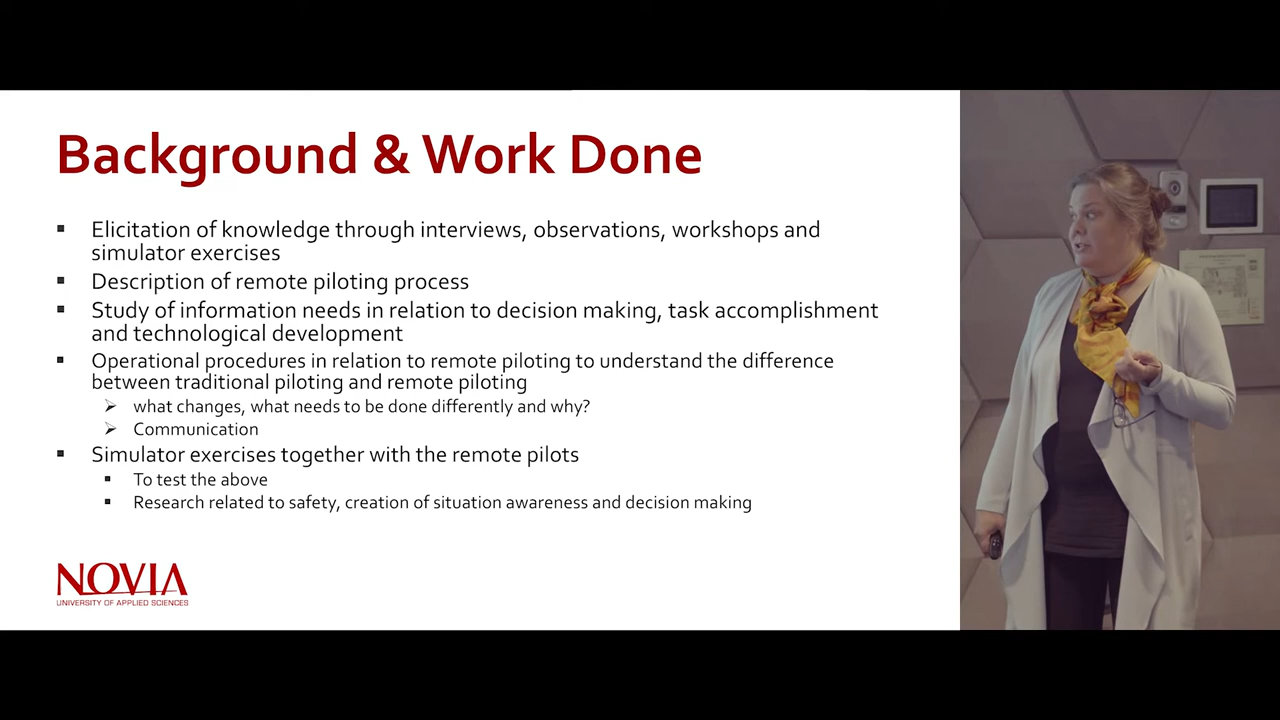 Background & Work Done
▪ Elicitation of knowledge through interviews, observations, workshops and
simulator exercises
▪ Description of remote piloting process
▪ Study of information needs in relation to decision making, task accomplishment
and technological development
▪ Operational procedures in relation to remote piloting to understand the difference
between traditional piloting and remote piloting
➢ what changes, what needs to be done differently and why?
➢ Communication
▪ Simulator exercises together with the remote pilots
▪ To test the above
▪ Research related to safety, creation of situation awareness and decision making
NOVIA
UNIVERSITY OF APPLIED SCIENCES